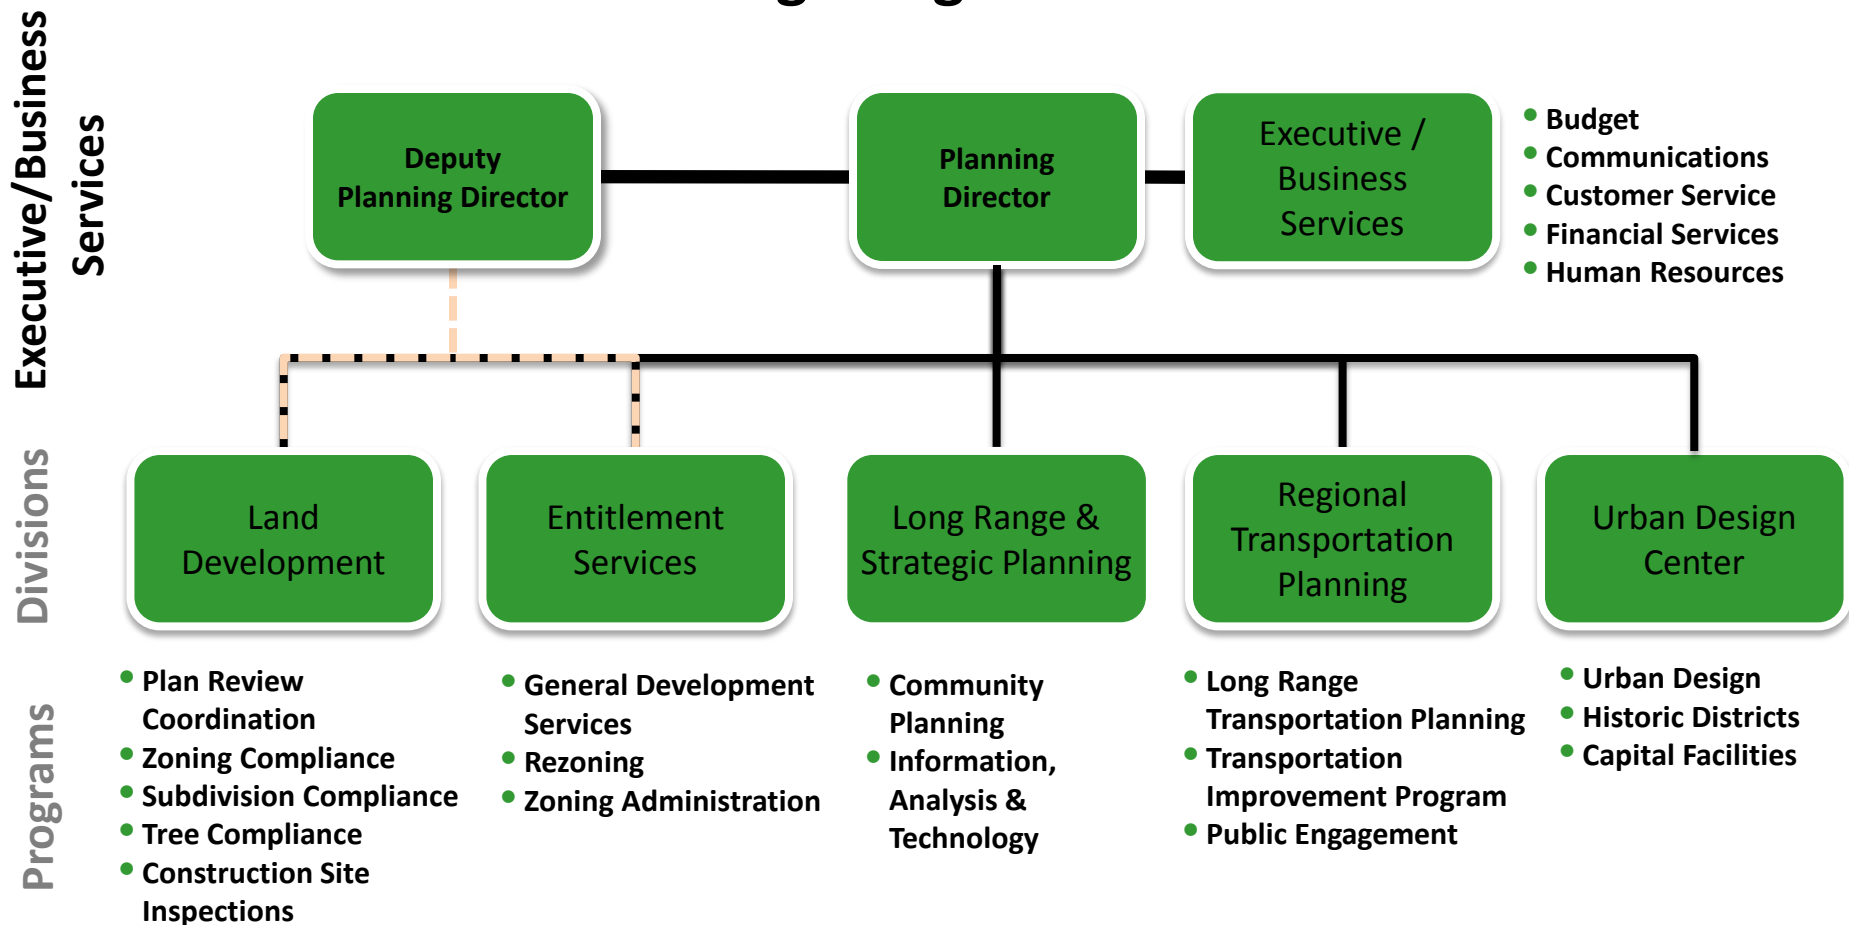 Executive/Business
Services
Deputy
Planning Director
Planning
Director
Executive /
Business
Services
• Budget
• Communications
• Customer Service
• Financial Services
• Human Resources
Divisions
Land
Development
Entitlement
Services
Long Range &
Strategic Planning
Regional
Transportation
Planning
Urban Design
Center
Programs
• Plan Review
Coordination
• Zoning Compliance
• Subdivision Compliance
• Tree Compliance
• Construction Site
Inspections
• General Development
Services
• Rezoning
• Zoning Administration
• Community
Planning
• Information,
Analysis &
Technology
• Long Range
Transportation Planning
• Transportation
Improvement Program
• Public Engagement
• Urban Design
• Historic Districts
• Capital Facilities